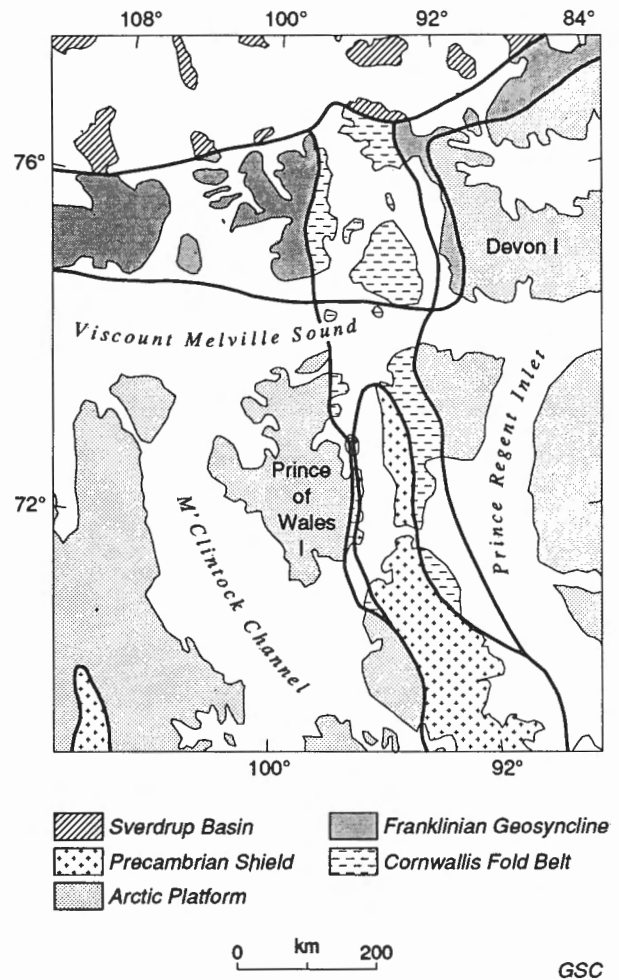 108° 100° 92° 84°
76°
Devon I
Viscount Melville Sound
Prince Regent Inlet
Prince
of
Wales
I
72°
M'Clintock Channel
100° 92°
Sverdrup Basin Franklinian Geosyncline
Precambrian Shield Cornwallis Fold Belt
Arctic Platform
km
0 200
GSC